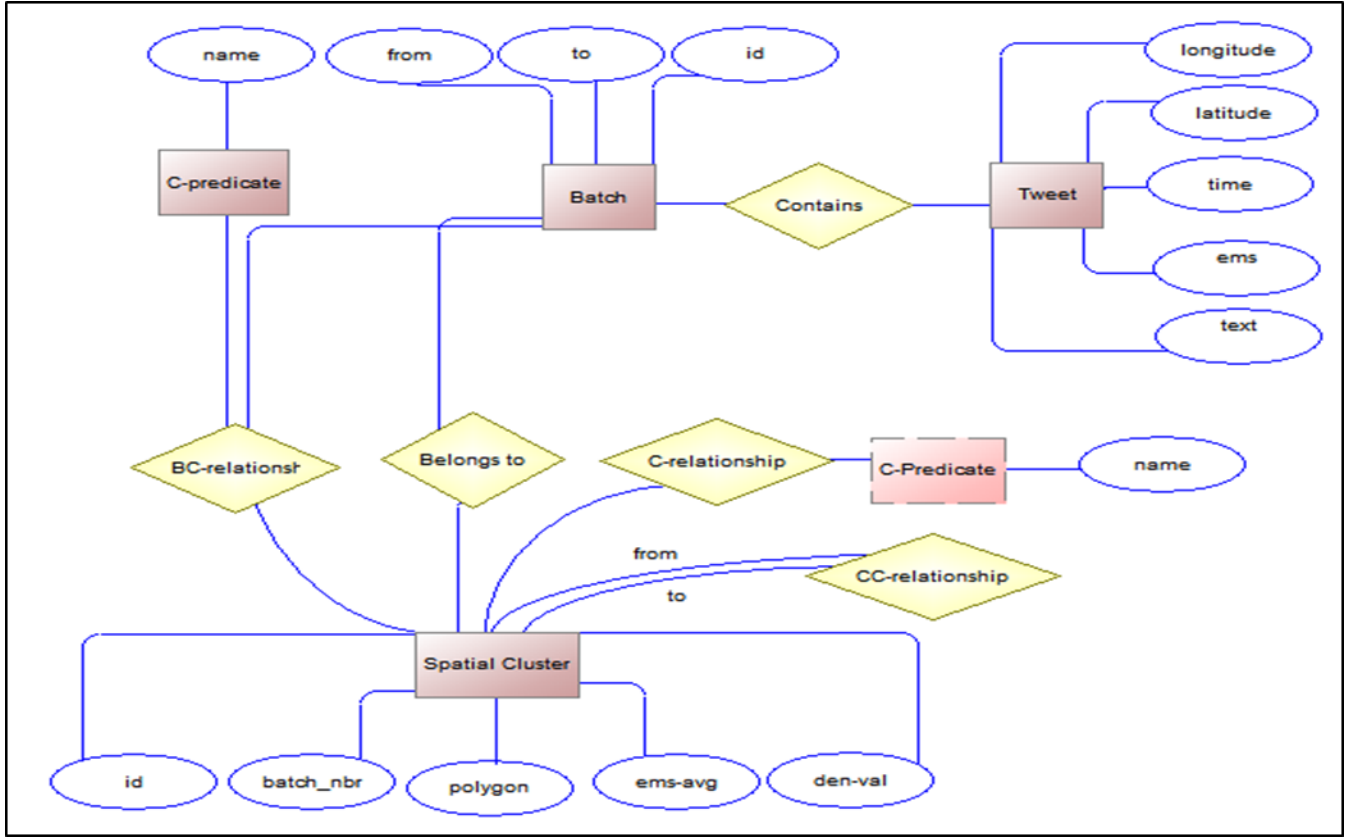 name
from
to
id
longitude
latitude
time
ems
text
C-predicate
Batch
Contains
Tweet
BC-relationsh
Belongs to
C-relationship
C-Predicate
name
from
to
CC-relationship
Spatial Cluster
id
batch_nbr
polygon
ems-avg
den-val